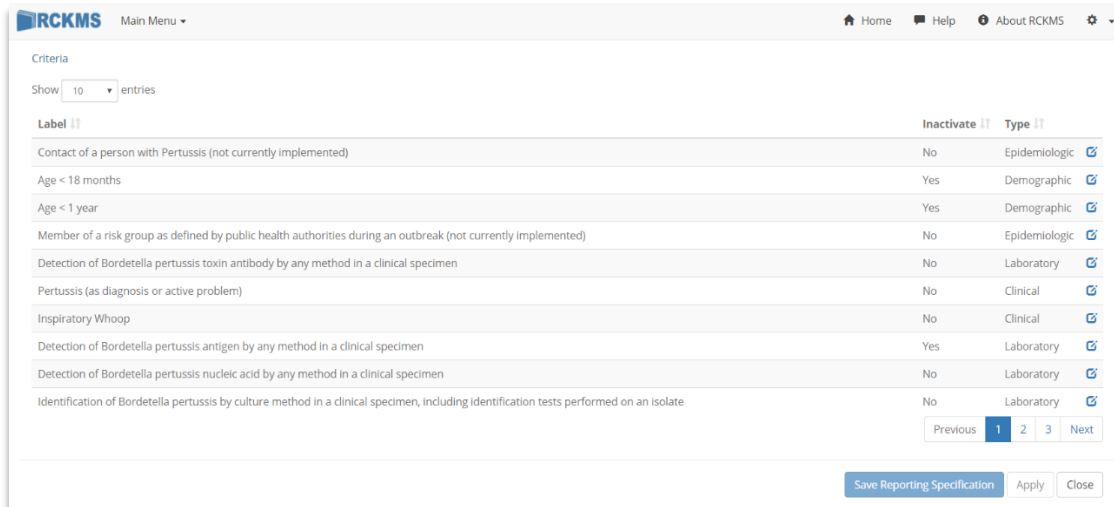 RCKMS Main Menu Home Help About RCKMS
Criteria
Show 10 entries
Label Inactivate Type
Contact of a person with Pertussis (not currently implemented) No Epidemiologic
Age < 18 months Yes Demographic
Age < 1 year Yes Demographic
Member of a risk group as defined by public health authorities during an outbreak (not currently implemented) No Epidemiologic
Detection of Bordetella pertussis toxin antibody by any method in a clinical specimen No Laboratory
Pertussis (as diagnosis or active problem) No Clinical
Inspiratory Whoop No Clinical
Detection of Bordetella pertussis antigen by any method in a clinical specimen Yes Laboratory
Detection of Bordetella pertussis nucleic acid by any method in a clinical specimen No Laboratory
Identification of Bordetella pertussis by culture method in a clinical specimen, including identification tests performed on an isolate No Laboratory
Previous 1 2 3 Next
Save Reporting Specification Apply Close